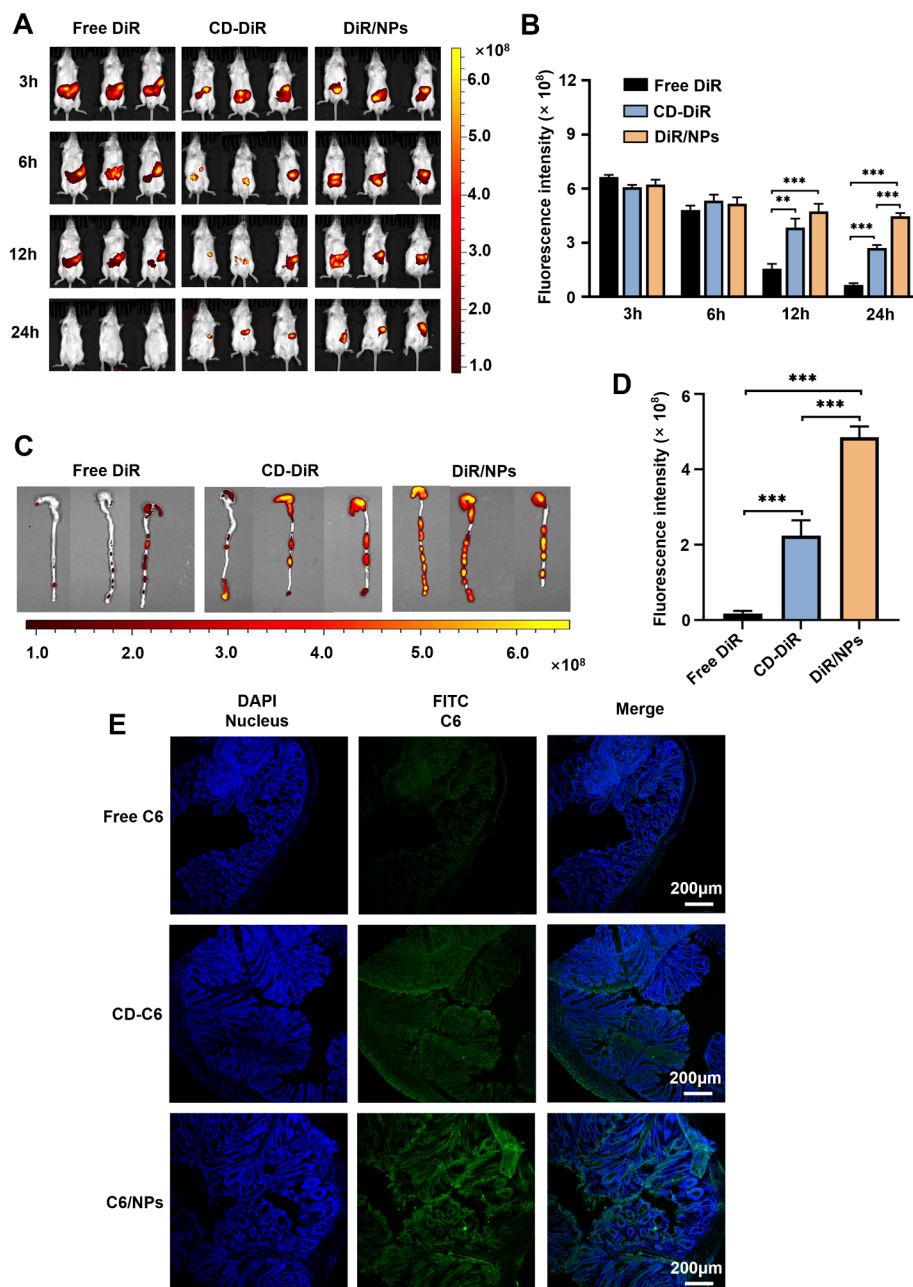 A
Free DiR CD-DiR DiR/NPs
3h
6h
12h
24h
×10⁸
6.0
5.0
4.0
3.0
2.0
1.0
B
Fluorescence intensity (× 10⁸)
12
9
6
3
0
Free DiR
CD-DiR
DiR/NPs
***
**
***
***
***
3h 6h 12h 24h
C
Free DiR CD-DiR DiR/NPs
1.0 2.0 3.0 4.0 5.0 6.0
×10⁸
D
Fluorescence intensity (× 10⁸)
6
4
2
0
***
***
***
Free DiR
CD-DiR
DiR/NPs
E
DAPI
Nucleus
FITC
C6
Merge
Free C6
200μm
CD-C6
200μm
C6/NPs
200μm